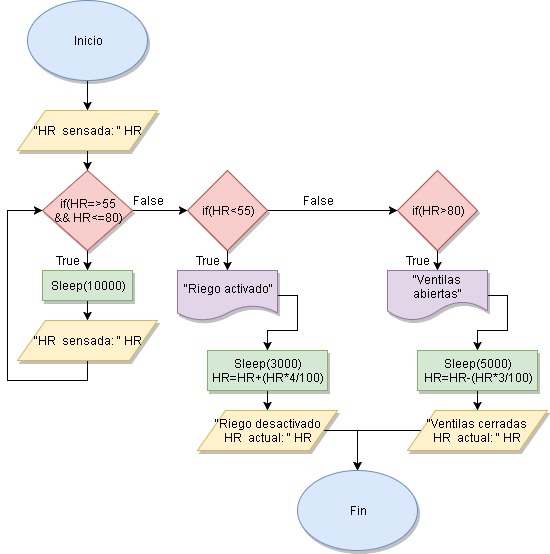 Inicio
"HR sensada: " HR
if(HR=>55
&& HR<=80)
False
if(HR<55)
False
if(HR>80)
True
True
True
Sleep(10000)
"Riego activado"
"Ventilas
abiertas"
"HR sensada: " HR
Sleep(3000)
HR=HR+(HR*4/100)
Sleep(5000)
HR=HR-(HR*3/100)
"Riego desactivado
HR actual: " HR
"Ventilas cerradas
HR actual: " HR
Fin